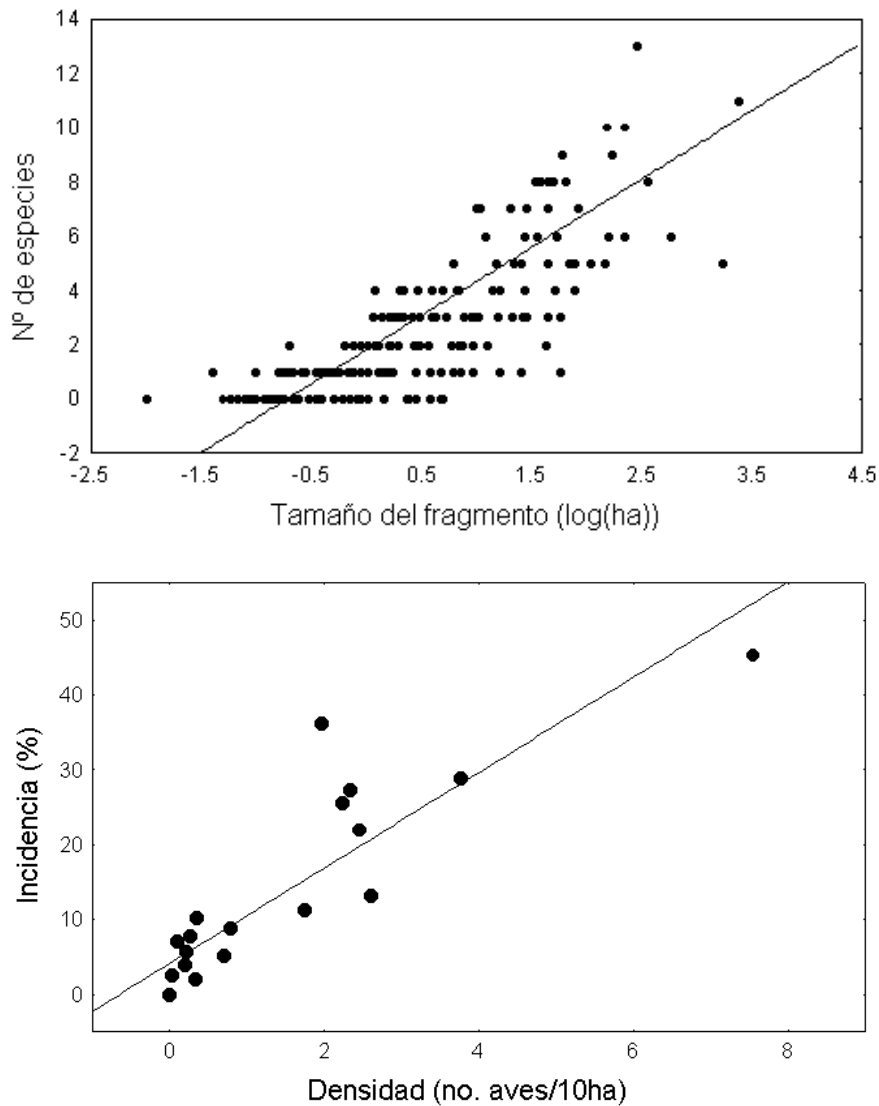 14
12
10
8
6
4
2
0
-2
Nº de especies
-2.5 -1.5 -0.5 0.5 1.5 2.5 3.5 4.5
Tamaño del fragmento (log(ha))
50
40
30
20
10
0
Incidencia (%)
0 2 4 6 8
Densidad (no. aves/10ha)